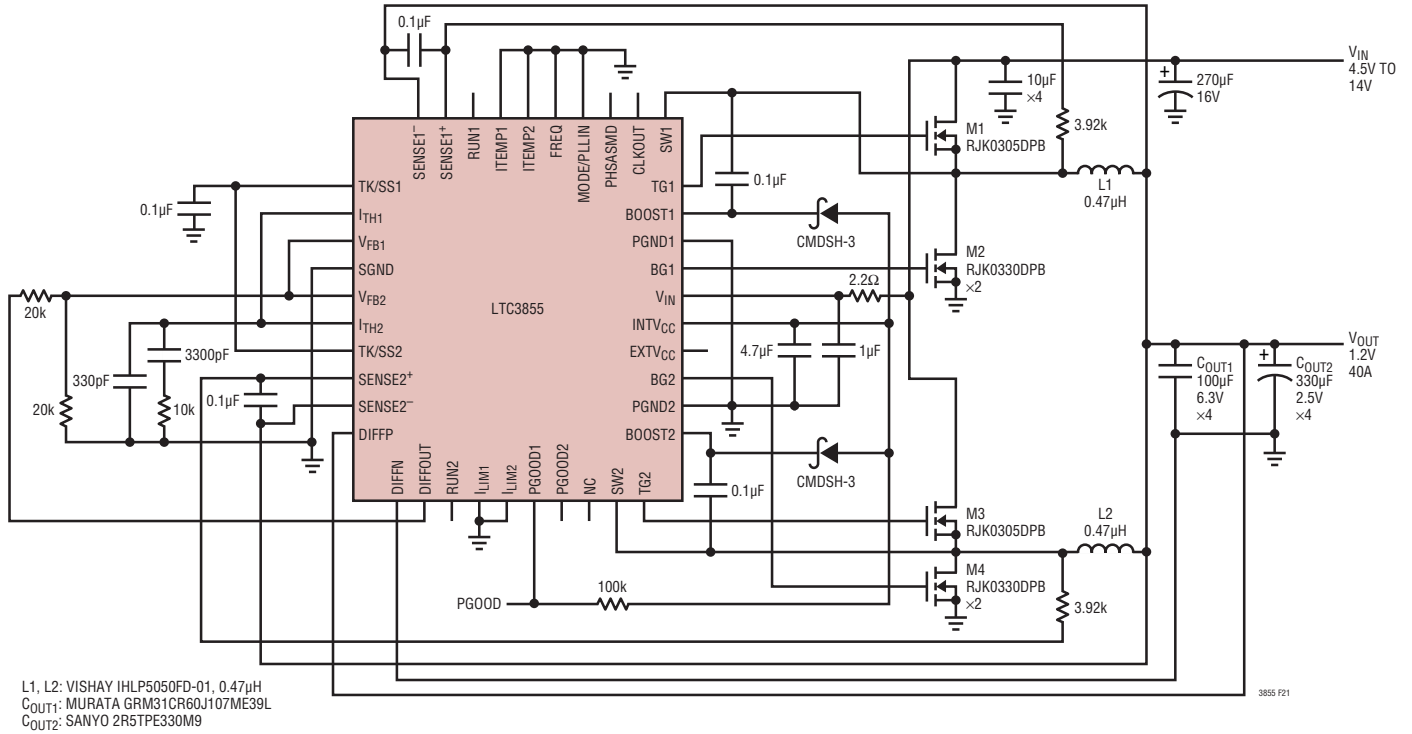 0.1µF
V_IN
4.5V TO
14V
10µF
×4
+
270µF
16V
3.92k
SENSE1⁻
SENSE1⁺
RUN1
ITEMP1
ITEMP2
FREQ
MODE/PLLIN
PHSASMD
CLKOUT
SW1
M1
RJK0305DPB
L1
0.47µH
0.1µF
TK/SS1
I_TH1
V_FB1
SGND
V_FB2
I_TH2
TK/SS2
SENSE2⁺
SENSE2⁻
DIFFP
LTC3855
TG1
BOOST1
PGND1
BG1
V_IN
INTV_CC
EXTV_CC
BG2
PGND2
BOOST2
0.1µF
CMDSH-3
M2
RJK0330DPB
×2
2.2Ω
20k
3300pF
330pF
20k
10k
0.1µF
4.7µF
1µF
V_OUT
1.2V
40A
C_OUT1
100µF
6.3V
×4
+
C_OUT2
330µF
2.5V
×4
CMDSH-3
0.1µF
DIFFN
DIFFOUT
RUN2
I_LIM1
I_LIM2
PGOOD1
PGOOD2
NC
SW2
TG2
M3
RJK0305DPB
L2
0.47µH
M4
RJK0330DPB
×2
100k
PGOOD
3.92k
L1, L2: VISHAY IHLP5050FD-01, 0.47µH
C_OUT1: MURATA GRM31CR60J107ME39L
C_OUT2: SANYO 2R5TPE330M9
3855 F21